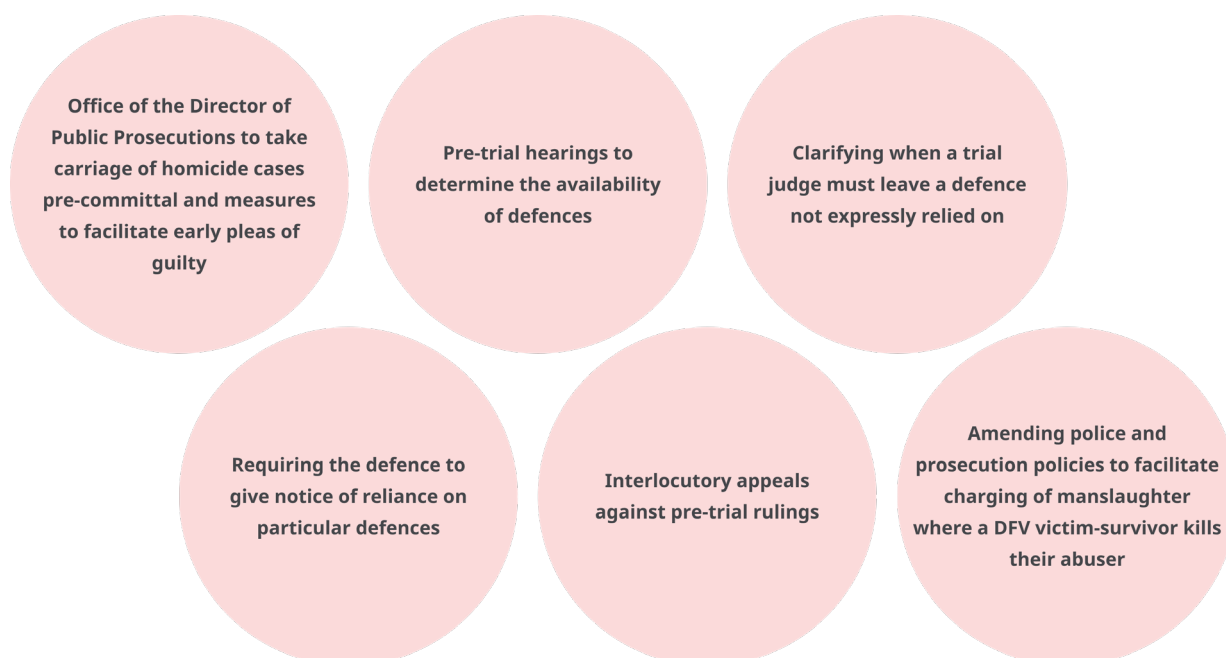 Office of the Director of
Public Prosecutions to take
carriage of homicide cases
pre-committal and measures
to facilitate early pleas of
guilty
Pre-trial hearings to
determine the availability
of defences
Clarifying when a trial
judge must leave a defence
not expressly relied on
Requiring the defence to
give notice of reliance on
particular defences
Interlocutory appeals
against pre-trial rulings
Amending police and
prosecution policies to facilitate
charging of manslaughter
where a DFV victim-survivor kills
their abuser